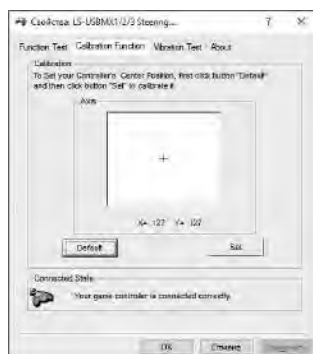 Свойства: LS-USBMX1/2/3 Steering...
Function Test Calibration Function Vibration Test About
Calibration
To Set your Controller's Center Position, first click button "Default"
and then click button "Set" to calibrate it
Axis
X= 127 Y= 127
Default Set
Connected State
Your game controller is connected correctly.
OK Отмена